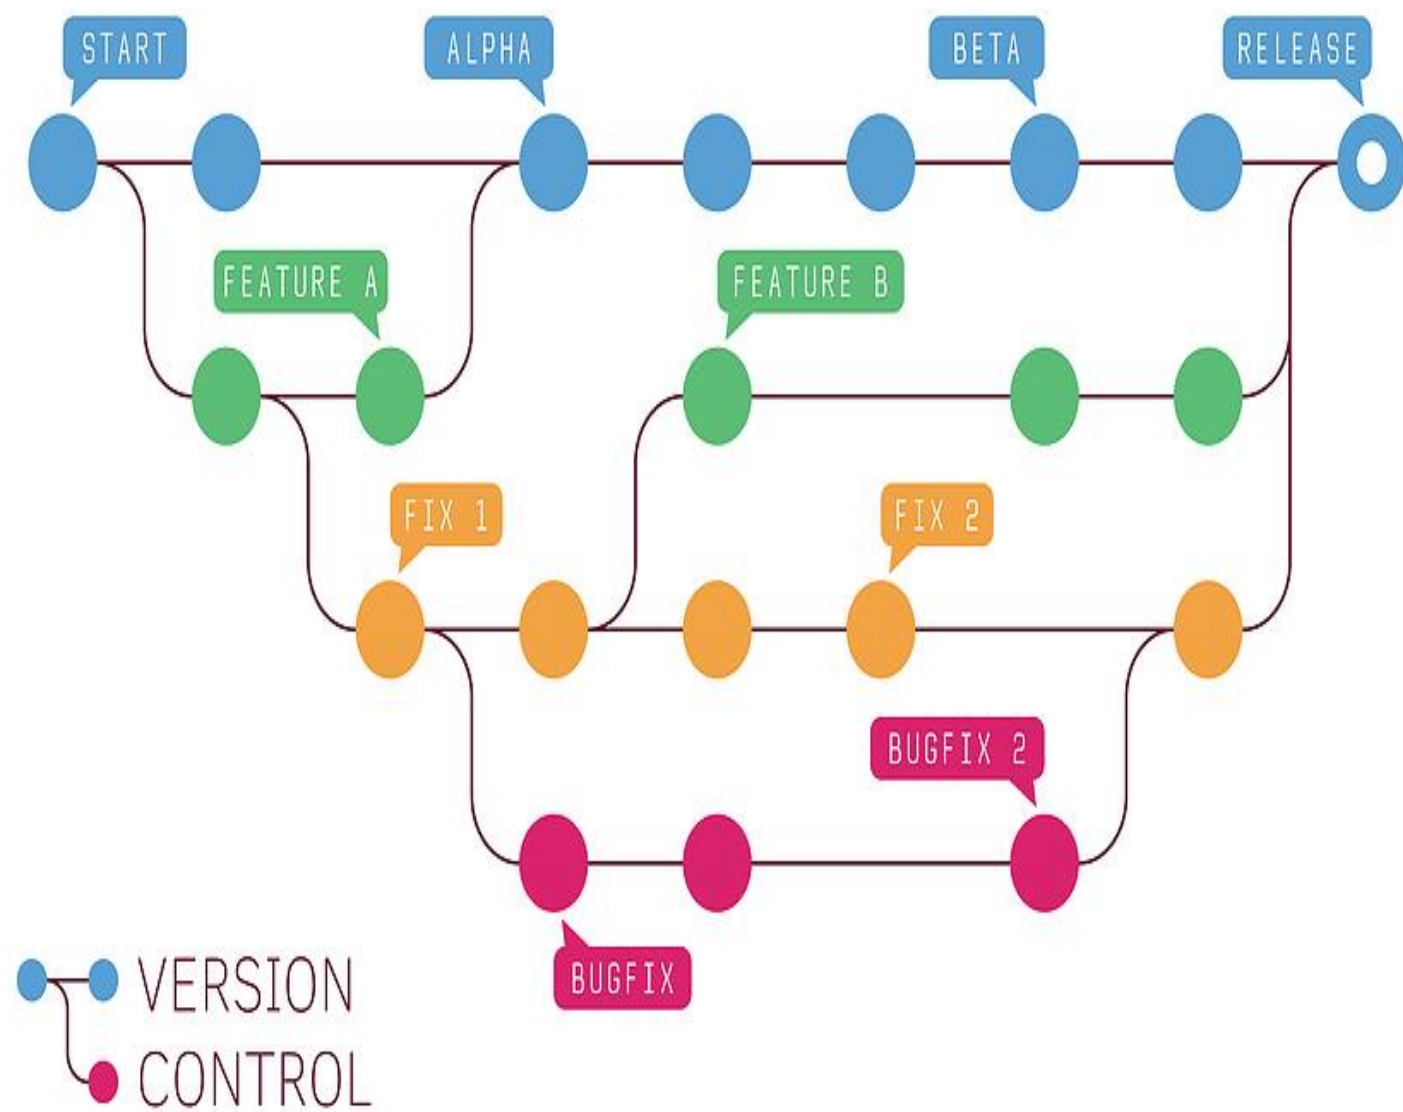 START
ALPHA
BETA
RELEASE
FEATURE A
FEATURE B
FIX 1
FIX 2
BUGFIX 2
BUGFIX
VERSION
CONTROL